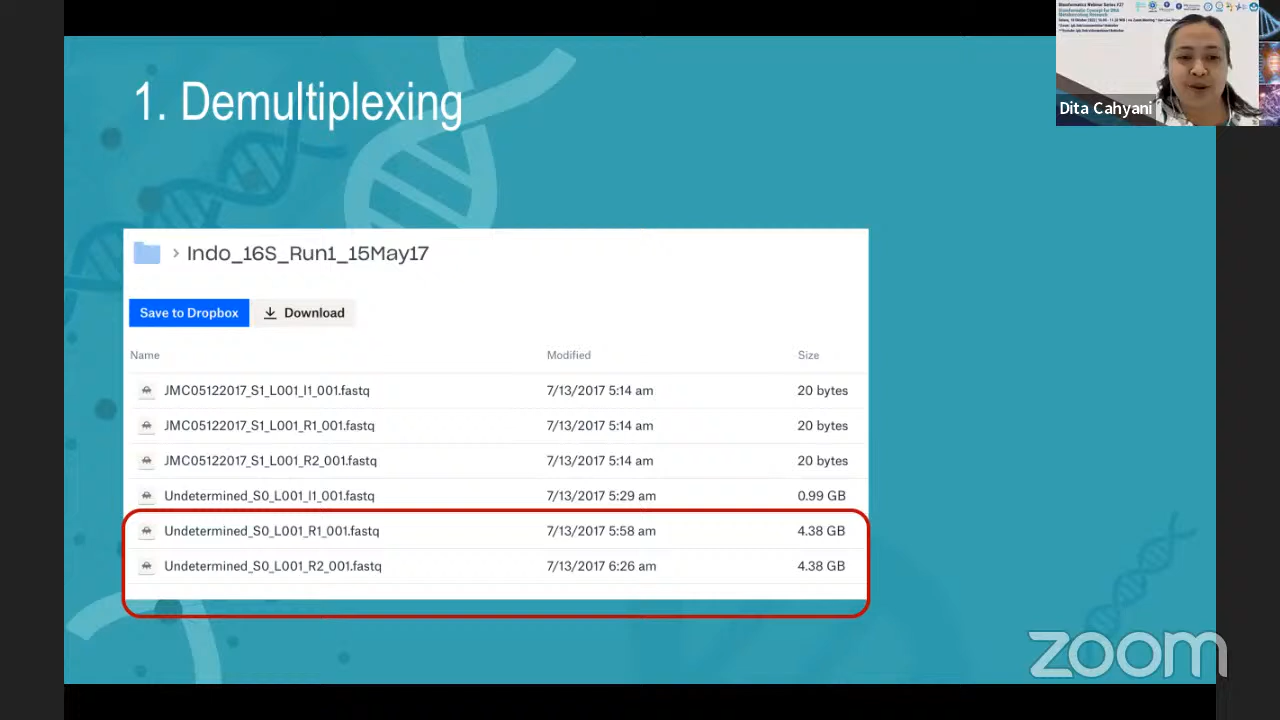 Bioinformatics Webinar Series #27
Dita Cahyani
1. Demultiplexing
› Indo_16S_Run1_15May17
Save to Dropbox Download
Name Modified Size
JMC05122017_S1_L001_I1_001.fastq 7/13/2017 5:14 am 20 bytes
JMC05122017_S1_L001_R1_001.fastq 7/13/2017 5:14 am 20 bytes
JMC05122017_S1_L001_R2_001.fastq 7/13/2017 5:14 am 20 bytes
Undetermined_S0_L001_I1_001.fastq 7/13/2017 5:29 am 0.99 GB
Undetermined_S0_L001_R1_001.fastq 7/13/2017 5:58 am 4.38 GB
Undetermined_S0_L001_R2_001.fastq 7/13/2017 6:26 am 4.38 GB
zoom